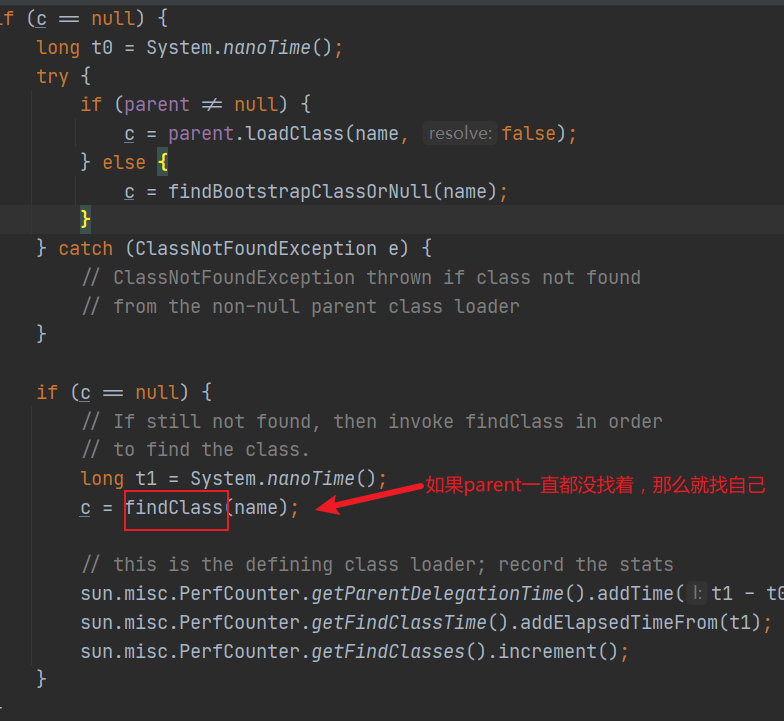 if (c == null) {
long t0 = System.nanoTime();
try {
if (parent ≠ null) {
c = parent.loadClass(name, resolve: false);
} else {
c = findBootstrapClassOrNull(name);
}
} catch (ClassNotFoundException e) {
// ClassNotFoundException thrown if class not found
// from the non-null parent class loader
}
if (c == null) {
// If still not found, then invoke findClass in order
// to find the class.
long t1 = System.nanoTime();
如果parent一直都没找着，那么就找自己
c = findClass(name);
// this is the defining class loader; record the stats
sun.misc.PerfCounter.getParentDelegationTime().addTime( l: t1 - t0
sun.misc.PerfCounter.getFindClassTime().addElapsedTimeFrom(t1);
sun.misc.PerfCounter.getFindClasses().increment();
}